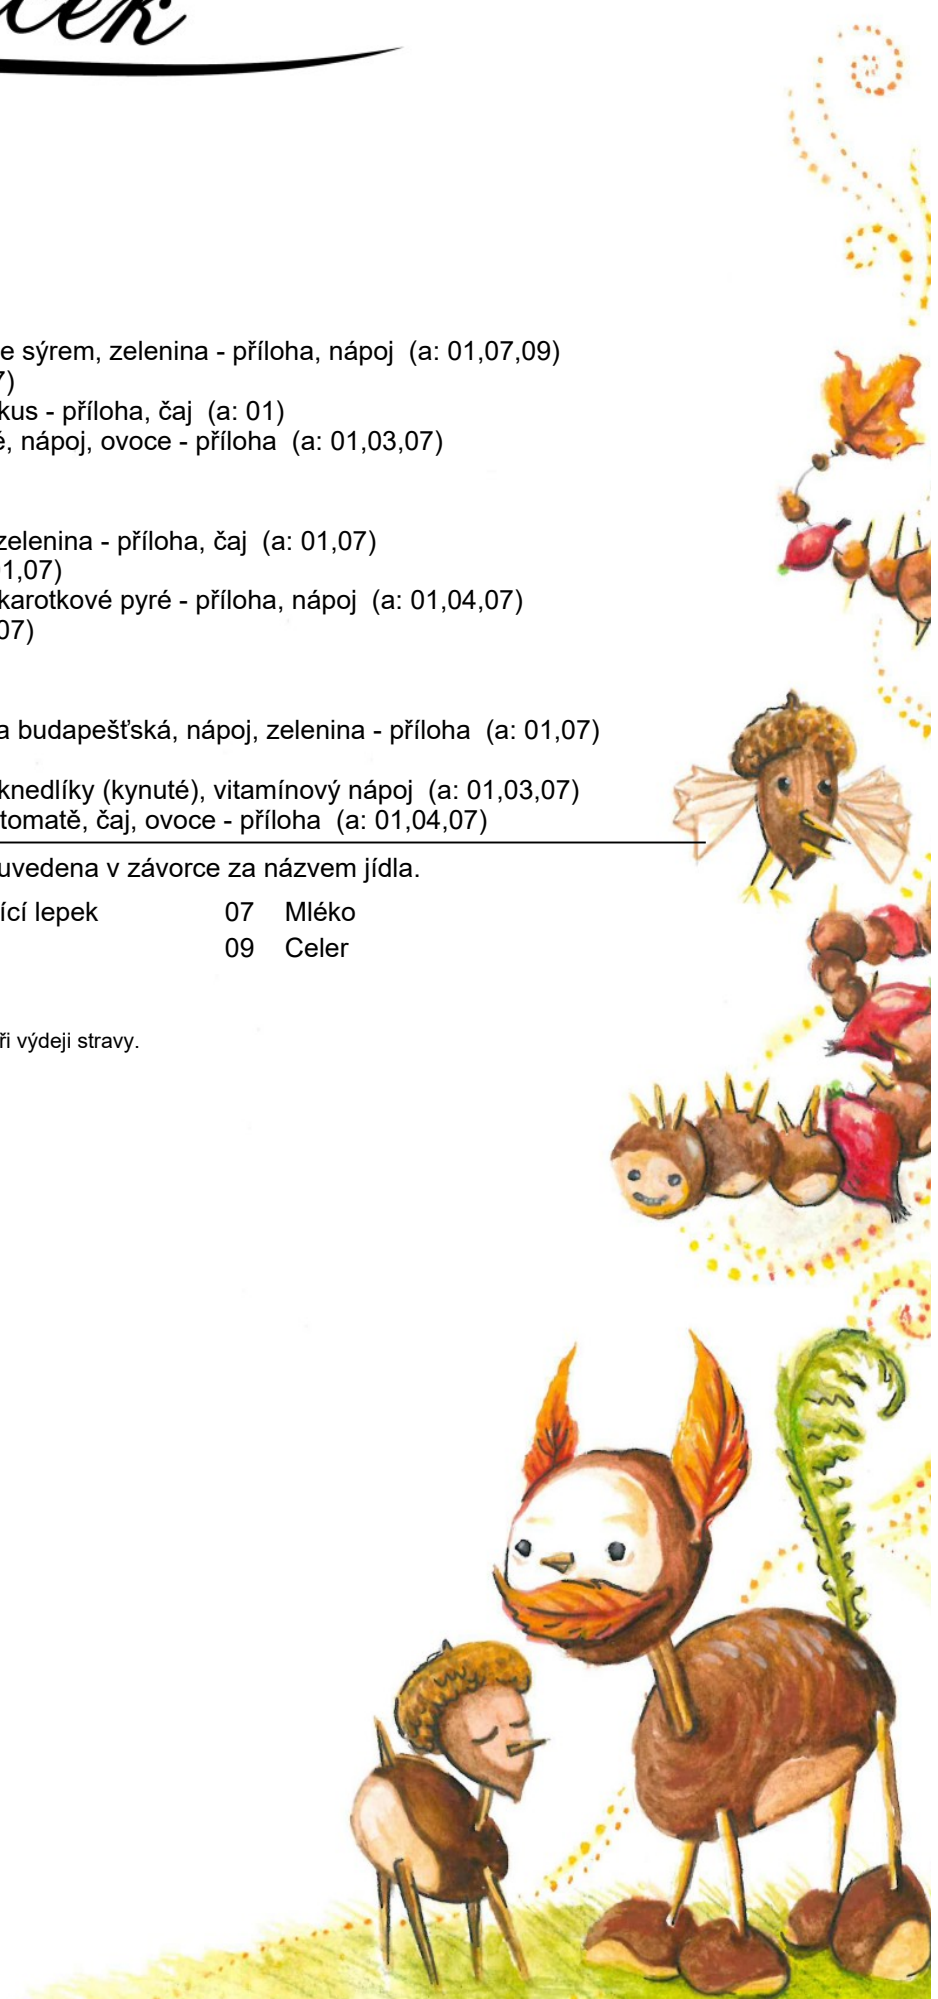 ček
e sýrem, zelenina - příloha, nápoj (a: 01,07,09)
7)
kus - příloha, čaj (a: 01)
é, nápoj, ovoce - příloha (a: 01,03,07)
zelenina - příloha, čaj (a: 01,07)
01,07)
karotkové pyré - příloha, nápoj (a: 01,04,07)
07)
a budapešťská, nápoj, zelenina - příloha (a: 01,07)
knedlíky (kynuté), vitamínový nápoj (a: 01,03,07)
tomatě, čaj, ovoce - příloha (a: 01,04,07)
uvedena v závorce za názvem jídla.
ící lepek 07 Mléko
09 Celer
ři výdeji stravy.